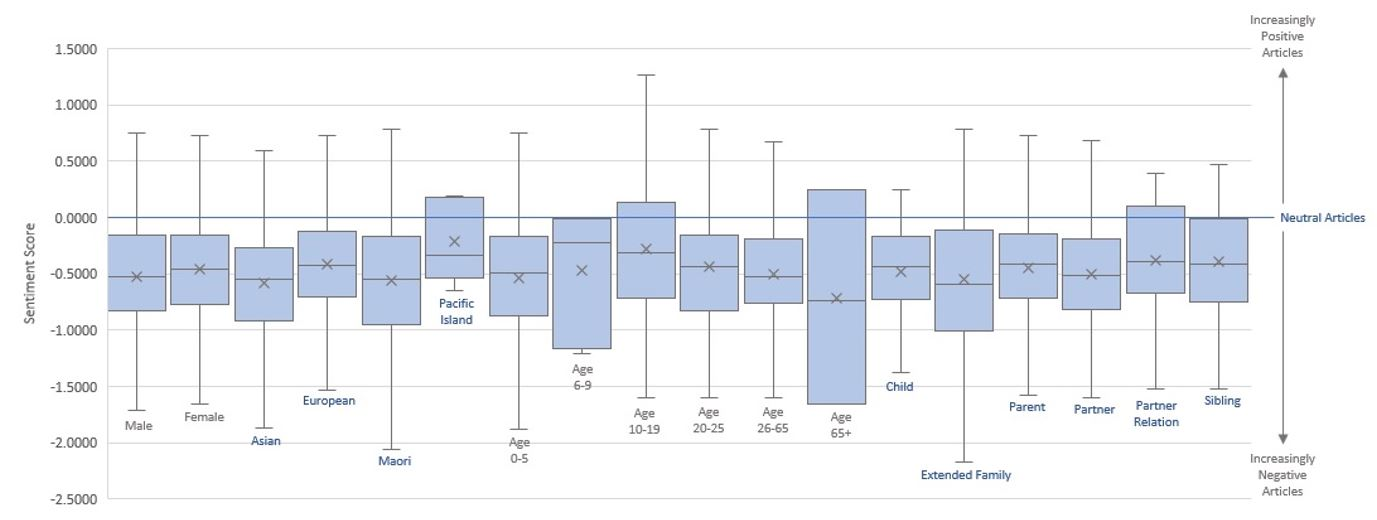 Increasingly
Positive
Articles
1.5000
1.0000
0.5000
0.0000
-0.5000
-1.0000
-1.5000
-2.0000
-2.5000
Sentiment Score
Neutral Articles
Male
Female
Asian
European
Maori
Pacific
Island
Age
0-5
Age
6-9
Age
10-19
Age
20-25
Age
26-65
Age
65+
Child
Extended Family
Parent
Partner
Partner
Relation
Sibling
Increasingly
Negative
Articles